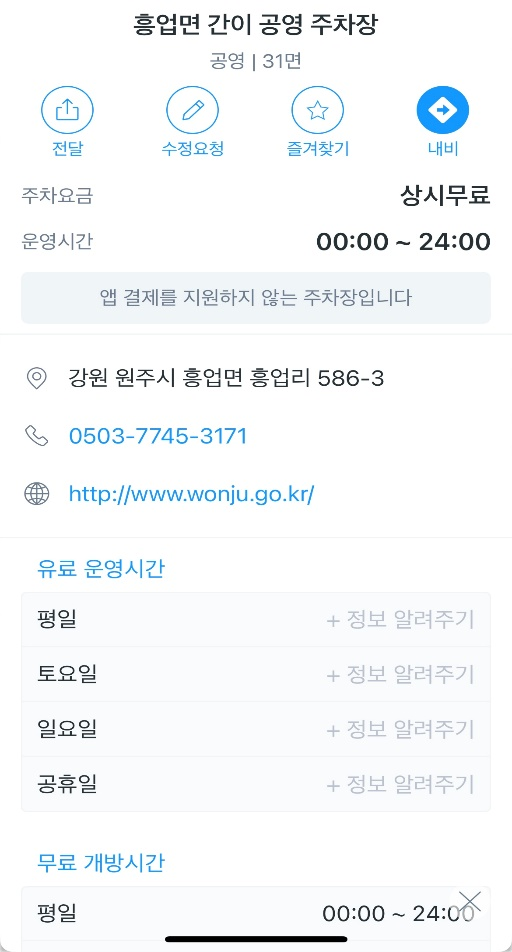 흥업면 간이 공영 주차장
공영 | 31면
전달 수정요청 즐겨찾기 내비
주차요금 상시무료
운영시간 00:00 ~ 24:00
앱 결제를 지원하지 않는 주차장입니다
강원 원주시 흥업면 흥업리 586-3
0503-7745-3171
http://www.wonju.go.kr/
유료 운영시간
평일 + 정보 알려주기
토요일 + 정보 알려주기
일요일 + 정보 알려주기
공휴일 + 정보 알려주기
무료 개방시간
평일 00:00 ~ 24:00